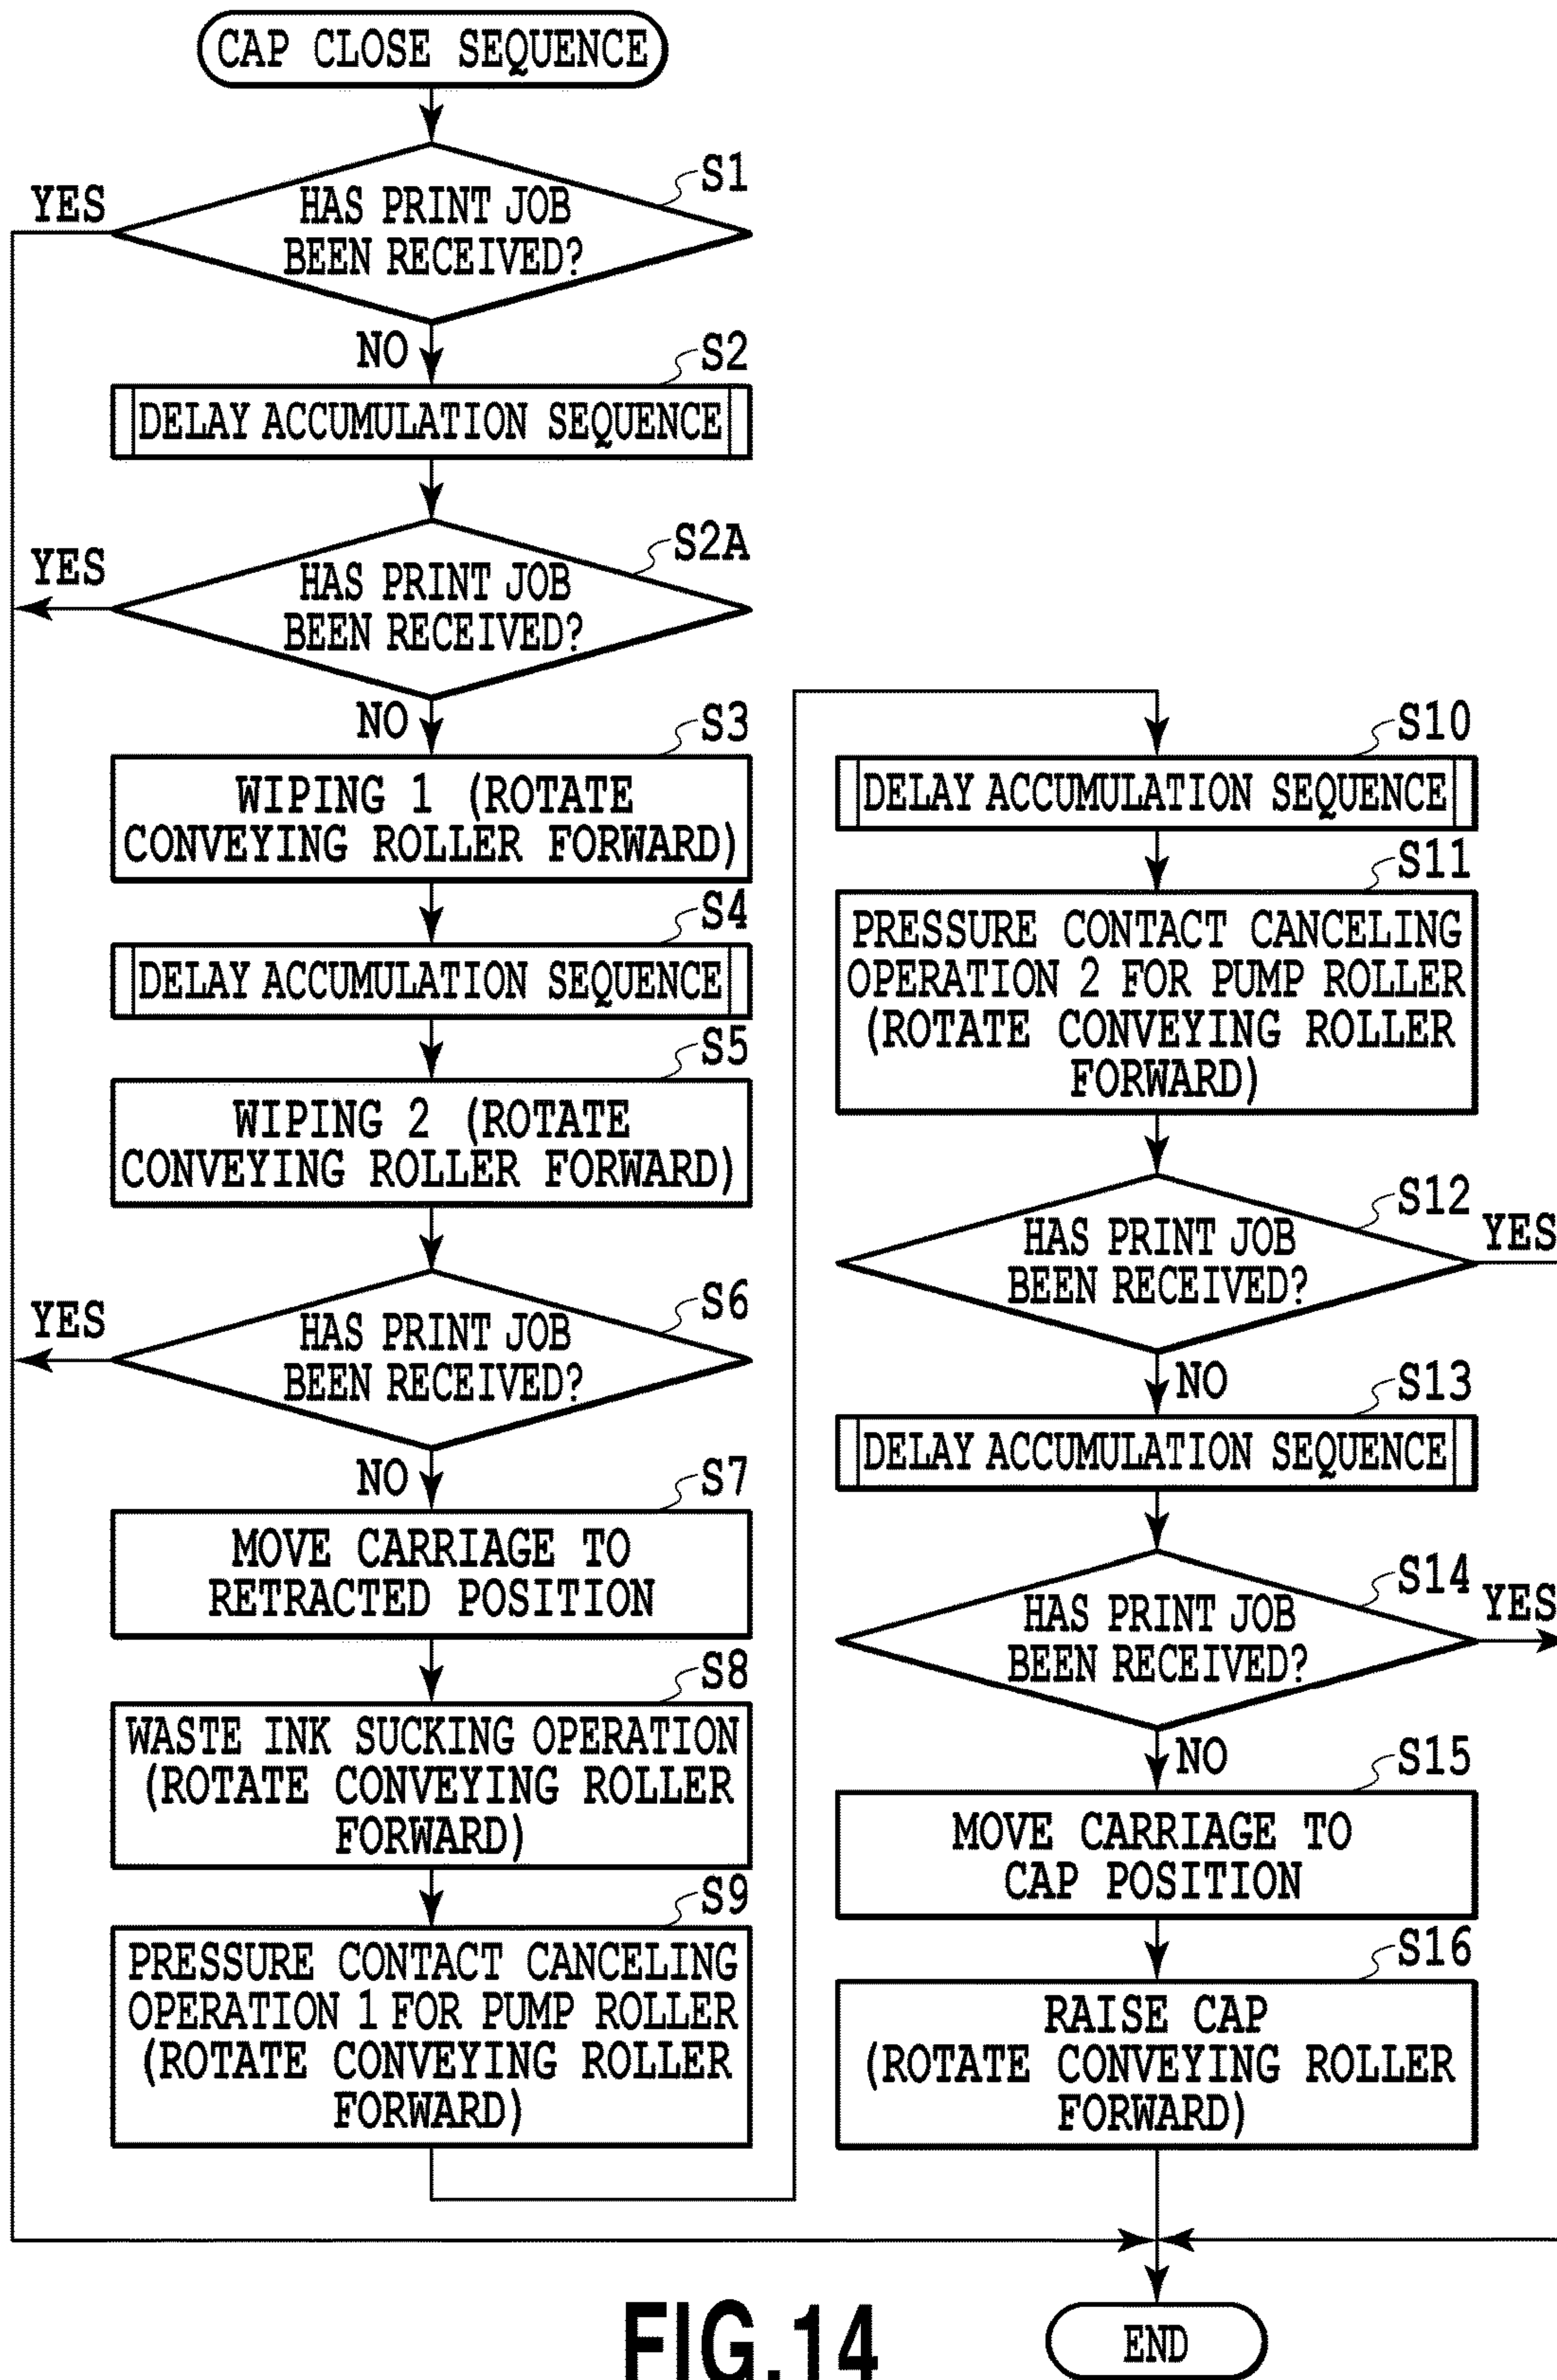 CAP CLOSE SEQUENCE
S1
YES
HAS PRINT JOB
BEEN RECEIVED?
NO
S2
DELAY ACCUMULATION SEQUENCE
S2A
YES
HAS PRINT JOB
BEEN RECEIVED?
NO
S3
WIPING 1 (ROTATE
CONVEYING ROLLER FORWARD)
S4
DELAY ACCUMULATION SEQUENCE
S5
WIPING 2 (ROTATE
CONVEYING ROLLER FORWARD)
S6
YES
HAS PRINT JOB
BEEN RECEIVED?
NO
S7
MOVE CARRIAGE TO
RETRACTED POSITION
S8
WASTE INK SUCKING OPERATION
(ROTATE CONVEYING ROLLER
FORWARD)
S9
PRESSURE CONTACT CANCELING
OPERATION 1 FOR PUMP ROLLER
(ROTATE CONVEYING ROLLER
FORWARD)
S10
DELAY ACCUMULATION SEQUENCE
S11
PRESSURE CONTACT CANCELING
OPERATION 2 FOR PUMP ROLLER
(ROTATE CONVEYING ROLLER
FORWARD)
S12
YES
HAS PRINT JOB
BEEN RECEIVED?
NO
S13
DELAY ACCUMULATION SEQUENCE
S14
YES
HAS PRINT JOB
BEEN RECEIVED?
NO
S15
MOVE CARRIAGE TO
CAP POSITION
S16
RAISE CAP
(ROTATE CONVEYING ROLLER
FORWARD)
END
FIG.14